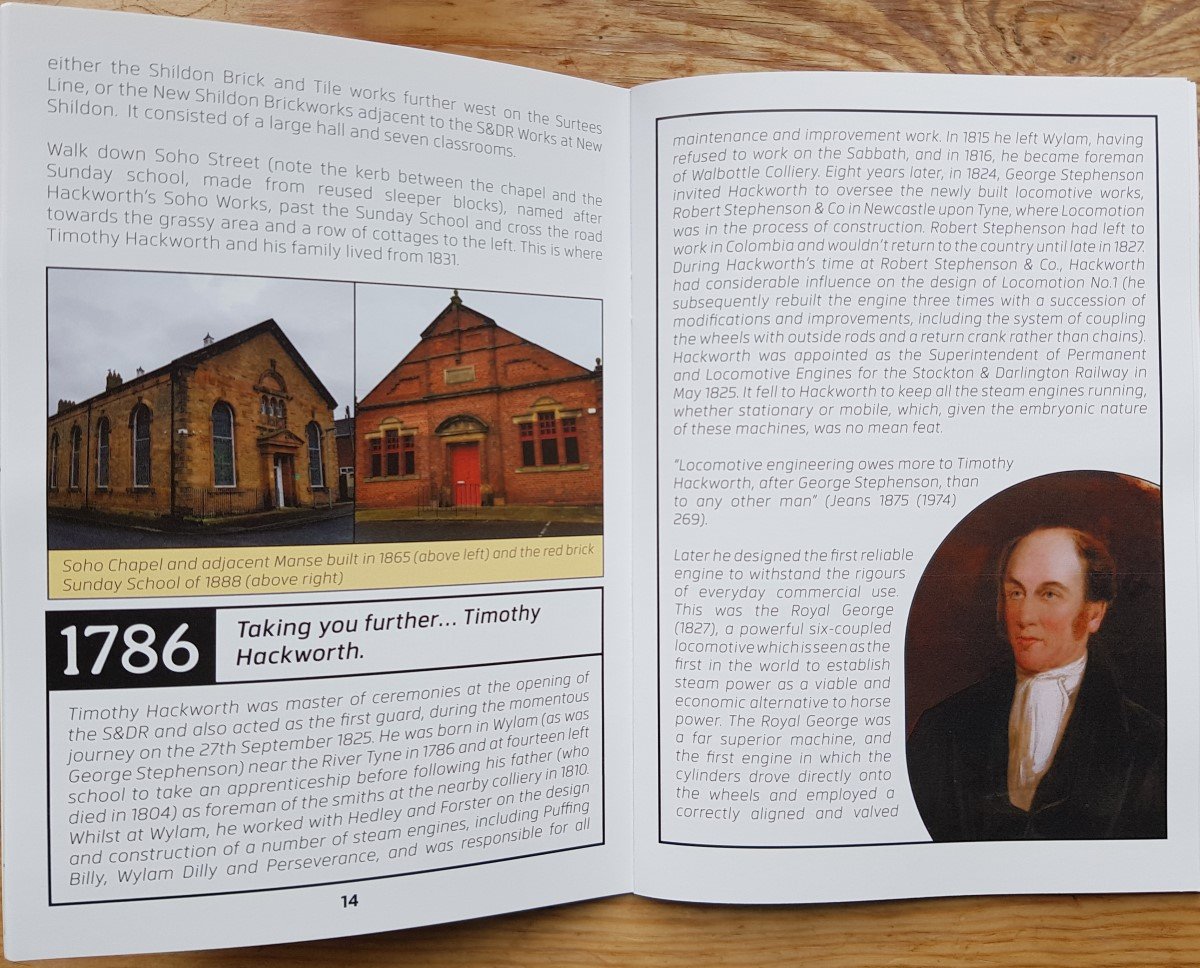 either the Shildon Brick and Tile works further west on the Surtees
Line, or the New Shildon Brickworks adjacent to the S&DR Works at New
Shildon. It consisted of a large hall and seven classrooms.
Walk down Soho Street (note the kerb between the chapel and the
Sunday school, made from reused sleeper blocks), named after
Hackworth's Soho Works, past the Sunday School and cross the road
towards the grassy area and a row of cottages to the left. This is where
Timothy Hackworth and his family lived from 1831.
Soho Chapel and adjacent Manse built in 1865 (above left) and the red brick
Sunday School of 1888 (above right)
1786
Taking you further... Timothy
Hackworth.
Timothy Hackworth was master of ceremonies at the opening of
the S&DR and also acted as the first guard, during the momentous
journey on the 27th September 1825. He was born in Wylam (as was
George Stephenson) near the River Tyne in 1786 and at fourteen left
school to take an apprenticeship before following his father (who
died in 1804) as foreman of the smiths at the nearby colliery in 1810.
Whilst at Wylam, he worked with Hedley and Forster on the design
and construction of a number of steam engines, including Puffing
Billy, Wylam Dilly and Perseverance, and was responsible for all
14
maintenance and improvement work. In 1815 he left Wylam, having
refused to work on the Sabbath, and in 1816, he became foreman
of Walbottle Colliery. Eight years later, in 1824, George Stephenson
invited Hackworth to oversee the newly built locomotive works,
Robert Stephenson & Co in Newcastle upon Tyne, where Locomotion
was in the process of construction. Robert Stephenson had left to
work in Colombia and wouldn't return to the country until late in 1827.
During Hackworth's time at Robert Stephenson & Co., Hackworth
had considerable influence on the design of Locomotion No.1 (he
subsequently rebuilt the engine three times with a succession of
modifications and improvements, including the system of coupling
the wheels with outside rods and a return crank rather than chains).
Hackworth was appointed as the Superintendent of Permanent
and Locomotive Engines for the Stockton & Darlington Railway in
May 1825. It fell to Hackworth to keep all the steam engines running,
whether stationary or mobile, which, given the embryonic nature
of these machines, was no mean feat.
"Locomotive engineering owes more to Timothy
Hackworth, after George Stephenson, than
to any other man" (Jeans 1875 (1974)
269).
Later he designed the first reliable
engine to withstand the rigours
of everyday commercial use.
This was the Royal George
(1827), a powerful six-coupled
locomotive which is seen as the
first in the world to establish
steam power as a viable and
economic alternative to horse
power. The Royal George was
a far superior machine, and
the first engine in which the
cylinders drove directly onto
the wheels and employed a
correctly aligned and valved